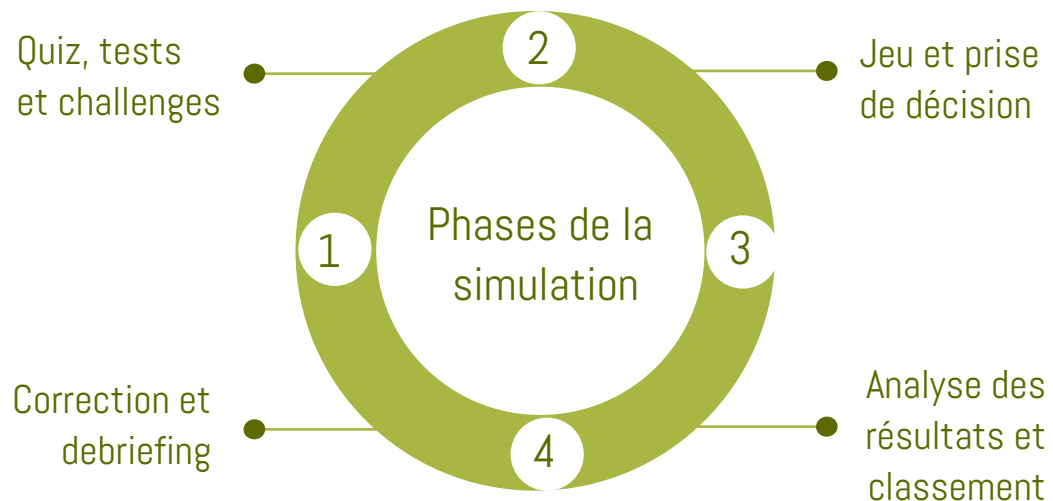 Quiz, tests
et challenges
2
Jeu et prise
de décision
1
Phases de la
simulation
3
Correction et
debriefing
4
Analyse des
résultats et
classement